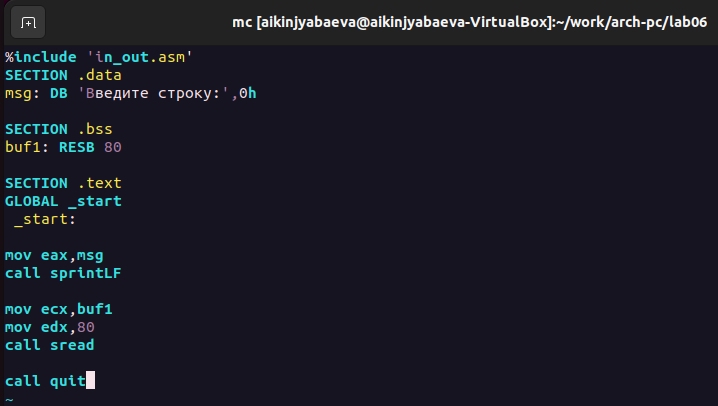 mc [aikinjyabaeva@aikinjyabaeva-VirtualBox]:~/work/arch-pc/lab06
%include 'in_out.asm'
SECTION .data
msg: DB 'Введите строку:',0h
SECTION .bss
buf1: RESB 80
SECTION .text
GLOBAL _start
_start:
mov eax,msg
call sprintLF
mov ecx,buf1
mov edx,80
call sread
call quit
~